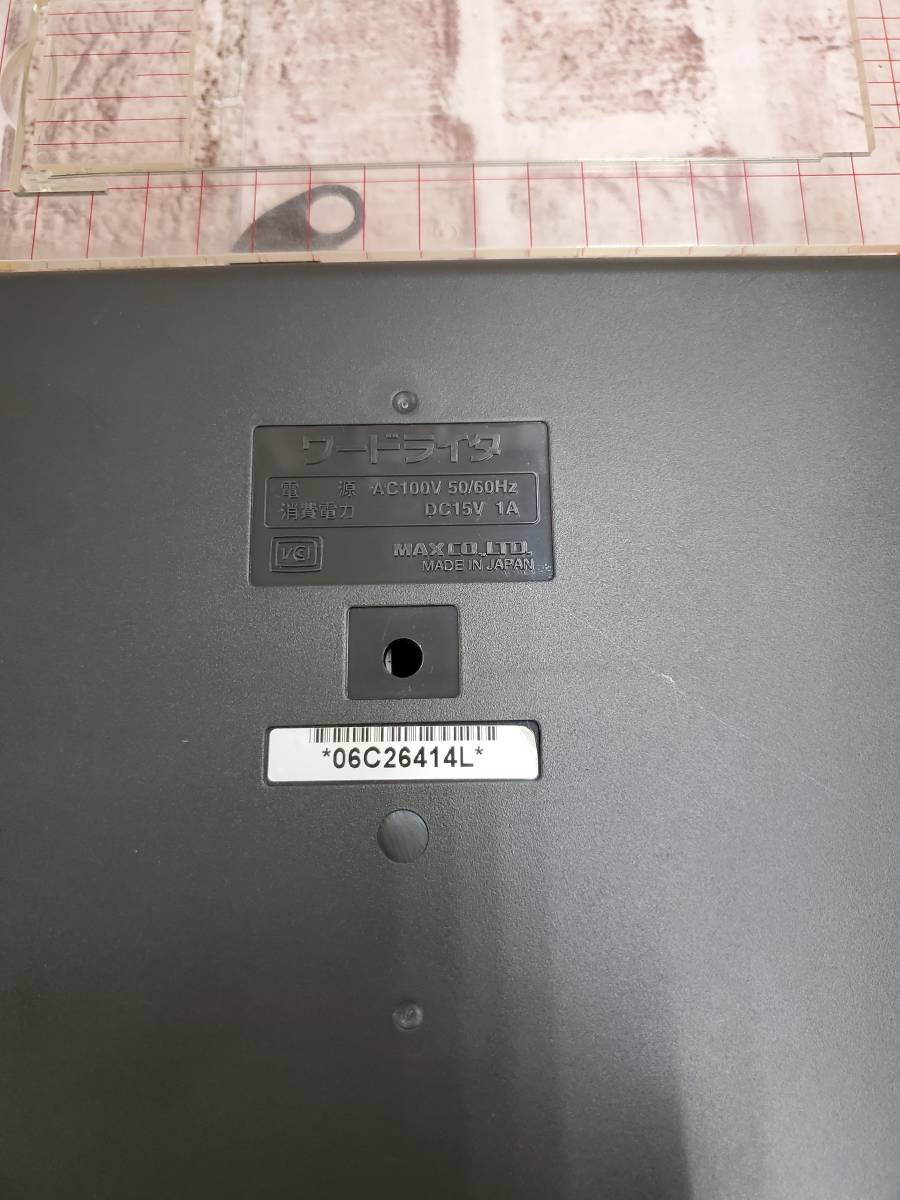 ワードライタ
電 源 AC100V 50/60Hz
消費電力 DC15V 1A
VCI
MAX CO.,LTD.
MADE IN JAPAN
*06C26414L*